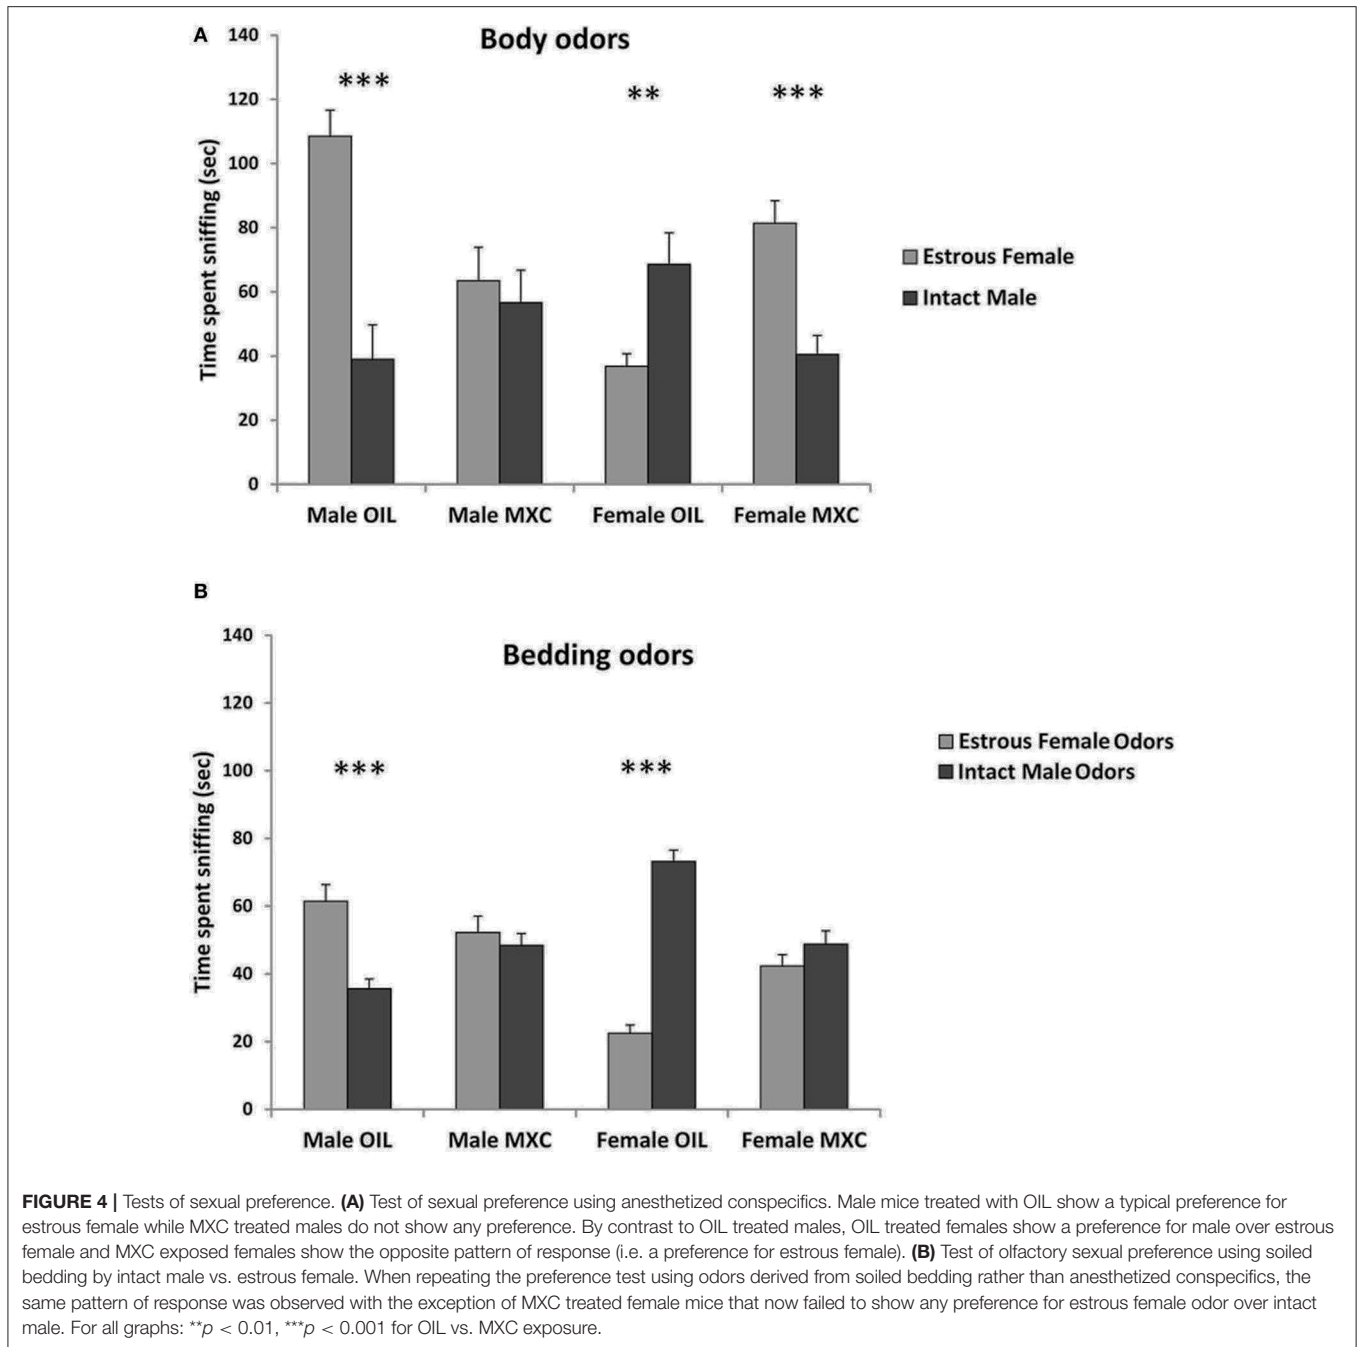 A
Body odors
140
120
100
80
60
40
20
0
Time spent sniffing (sec)
***
**
***
Estrous Female
Intact Male
Male OIL Male MXC Female OIL Female MXC
B
Bedding odors
140
120
100
80
60
40
20
0
Time spent sniffing (sec)
***
***
Estrous Female Odors
Intact Male Odors
Male OIL Male MXC Female OIL Female MXC
FIGURE 4 | Tests of sexual preference. (A) Test of sexual preference using anesthetized conspecifics. Male mice treated with OIL show a typical preference for
estrous female while MXC treated males do not show any preference. By contrast to OIL treated males, OIL treated females show a preference for male over estrous
female and MXC exposed females show the opposite pattern of response (i.e. a preference for estrous female). (B) Test of olfactory sexual preference using soiled
bedding by intact male vs. estrous female. When repeating the preference test using odors derived from soiled bedding rather than anesthetized conspecifics, the
same pattern of response was observed with the exception of MXC treated female mice that now failed to show any preference for estrous female odor over intact
male. For all graphs: **p < 0.01, ***p < 0.001 for OIL vs. MXC exposure.